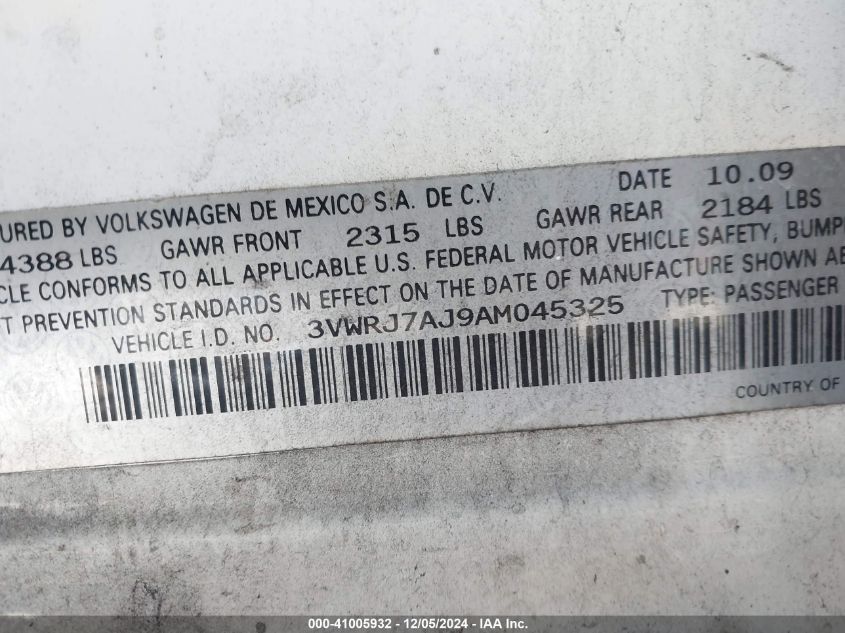 URED BY VOLKSWAGEN DE MEXICO S.A. DE C.V. DATE 10.09
4388 LBS GAWR FRONT 2315 LBS GAWR REAR 2184 LBS
CLE CONFORMS TO ALL APPLICABLE U.S. FEDERAL MOTOR VEHICLE SAFETY, BUMP
T PREVENTION STANDARDS IN EFFECT ON THE DATE OF MANUFACTURE SHOWN AB
VEHICLE I.D. NO. 3VWRJ7AJ9AM045325 TYPE: PASSENGER
COUNTRY OF
000-41005932 - 12/05/2024 - IAA Inc.